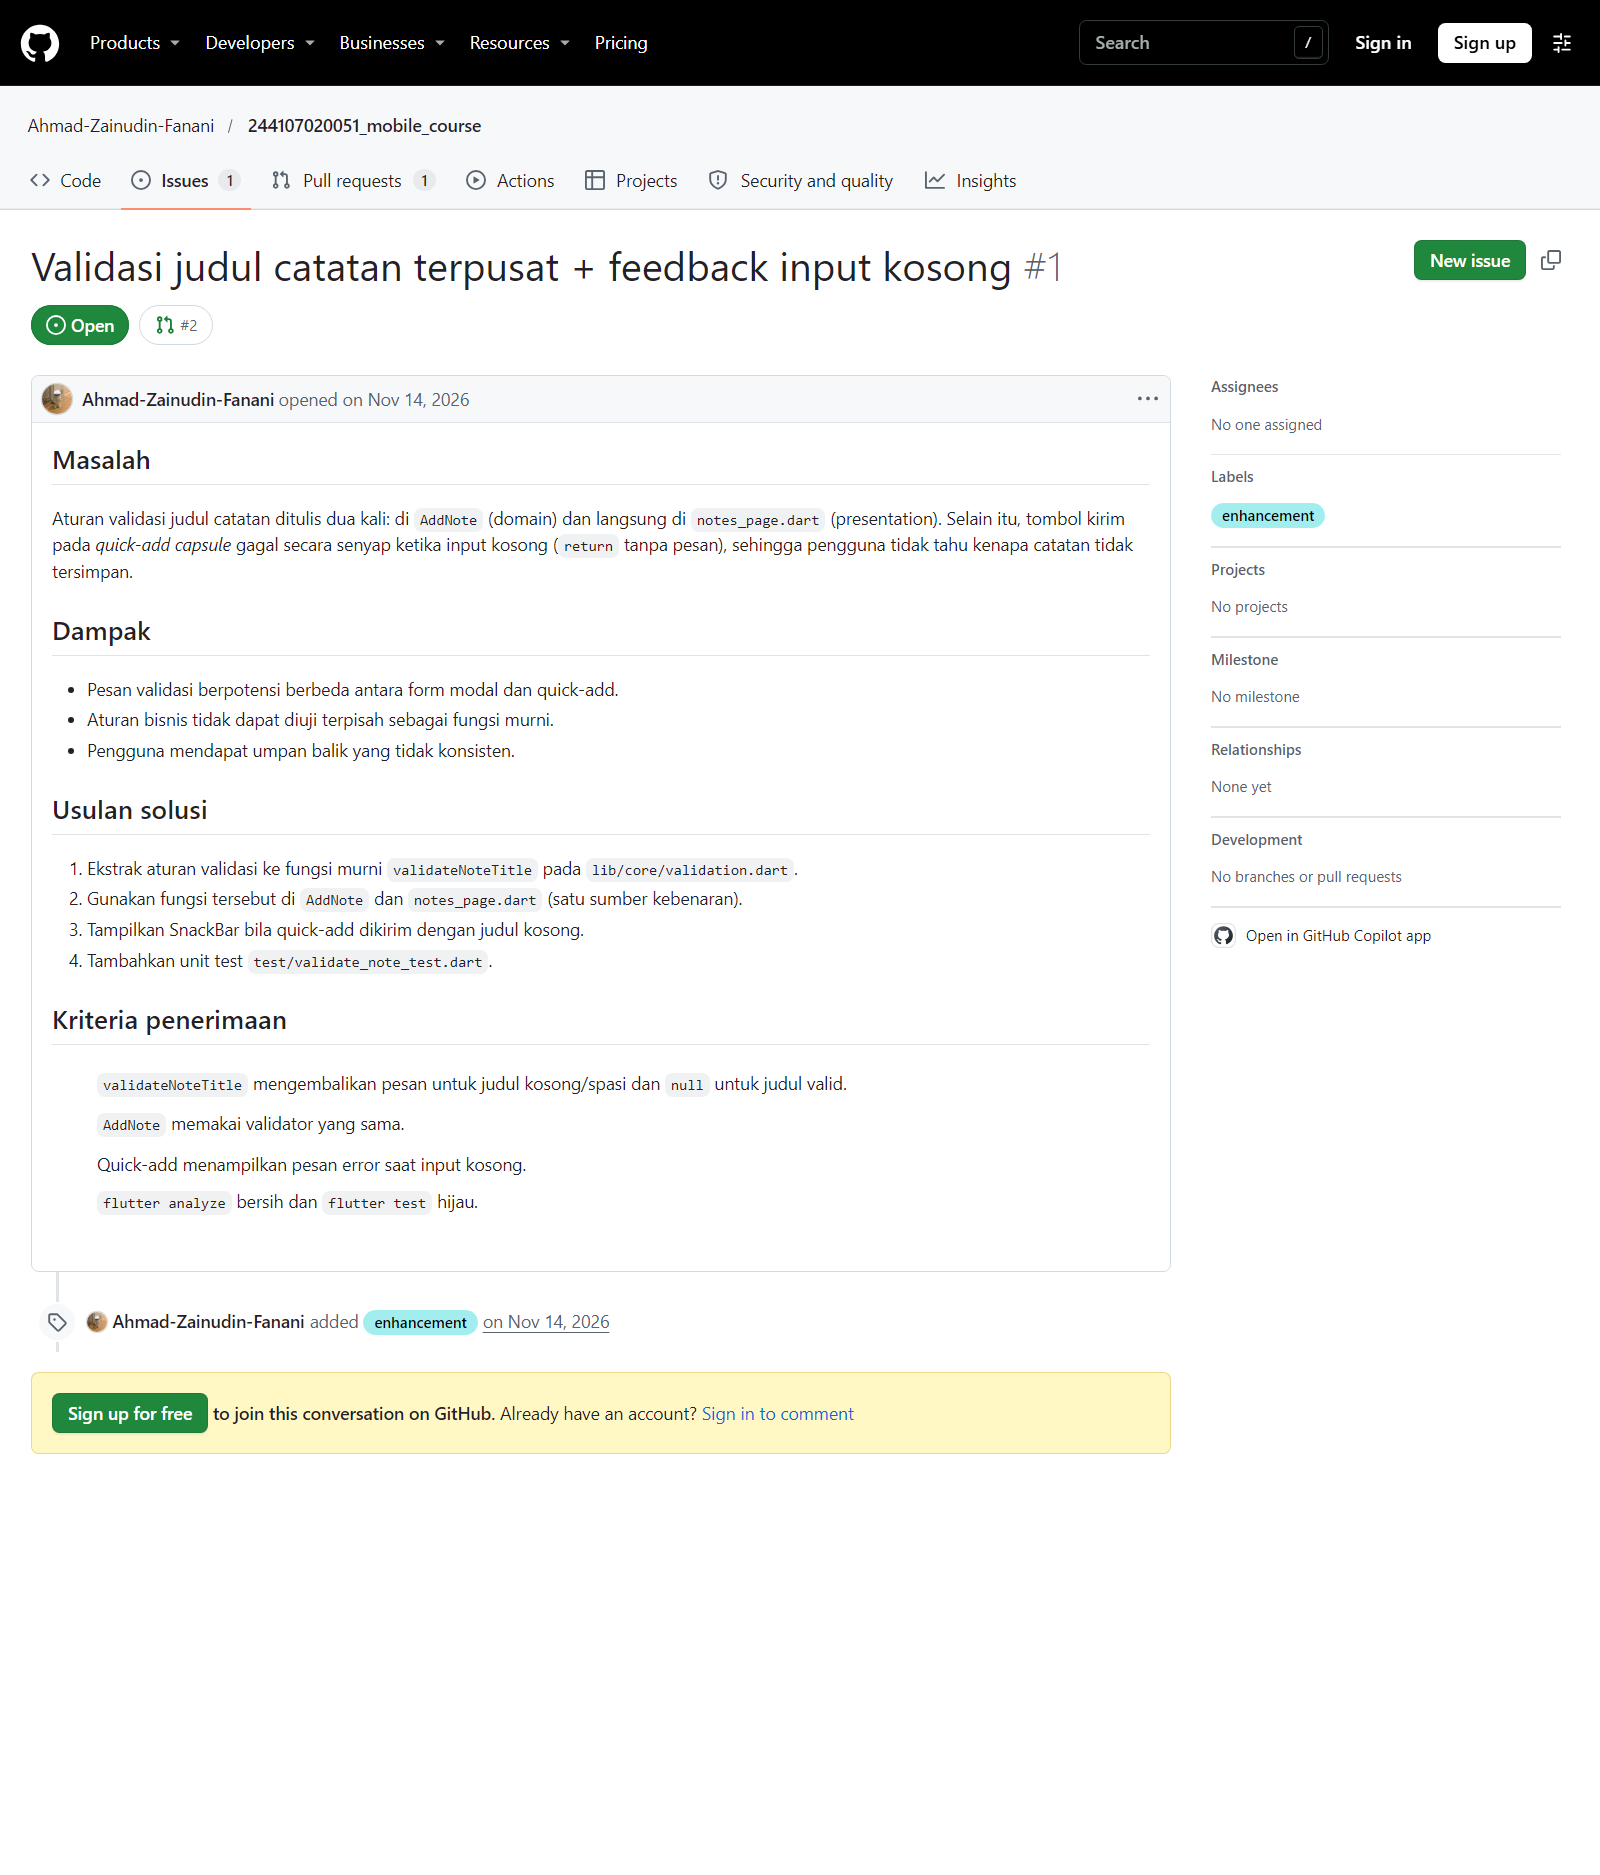 Products Developers Businesses Resources Pricing Search / Sign in Sign up
Ahmad-Zainudin-Fanani / 244107020051_mobile_course
Code Issues 1 Pull requests 1 Actions Projects Security and quality Insights
Validasi judul catatan terpusat + feedback input kosong #1
New issue
Open #2
Ahmad-Zainudin-Fanani opened on Nov 14, 2026
Masalah
Aturan validasi judul catatan ditulis dua kali: di AddNote (domain) dan langsung di notes_page.dart (presentation). Selain itu, tombol kirim
pada quick-add capsule gagal secara senyap ketika input kosong ( return tanpa pesan), sehingga pengguna tidak tahu kenapa catatan tidak
tersimpan.
Dampak
• Pesan validasi berpotensi berbeda antara form modal dan quick-add.
• Aturan bisnis tidak dapat diuji terpisah sebagai fungsi murni.
• Pengguna mendapat umpan balik yang tidak konsisten.
Usulan solusi
1. Ekstrak aturan validasi ke fungsi murni validateNoteTitle pada lib/core/validation.dart .
2. Gunakan fungsi tersebut di AddNote dan notes_page.dart (satu sumber kebenaran).
3. Tampilkan SnackBar bila quick-add dikirim dengan judul kosong.
4. Tambahkan unit test test/validate_note_test.dart .
Kriteria penerimaan
validateNoteTitle mengembalikan pesan untuk judul kosong/spasi dan null untuk judul valid.
AddNote memakai validator yang sama.
Quick-add menampilkan pesan error saat input kosong.
flutter analyze bersih dan flutter test hijau.
Ahmad-Zainudin-Fanani added enhancement on Nov 14, 2026
Sign up for free to join this conversation on GitHub. Already have an account? Sign in to comment
Assignees
No one assigned
Labels
enhancement
Projects
No projects
Milestone
No milestone
Relationships
None yet
Development
No branches or pull requests
Open in GitHub Copilot app